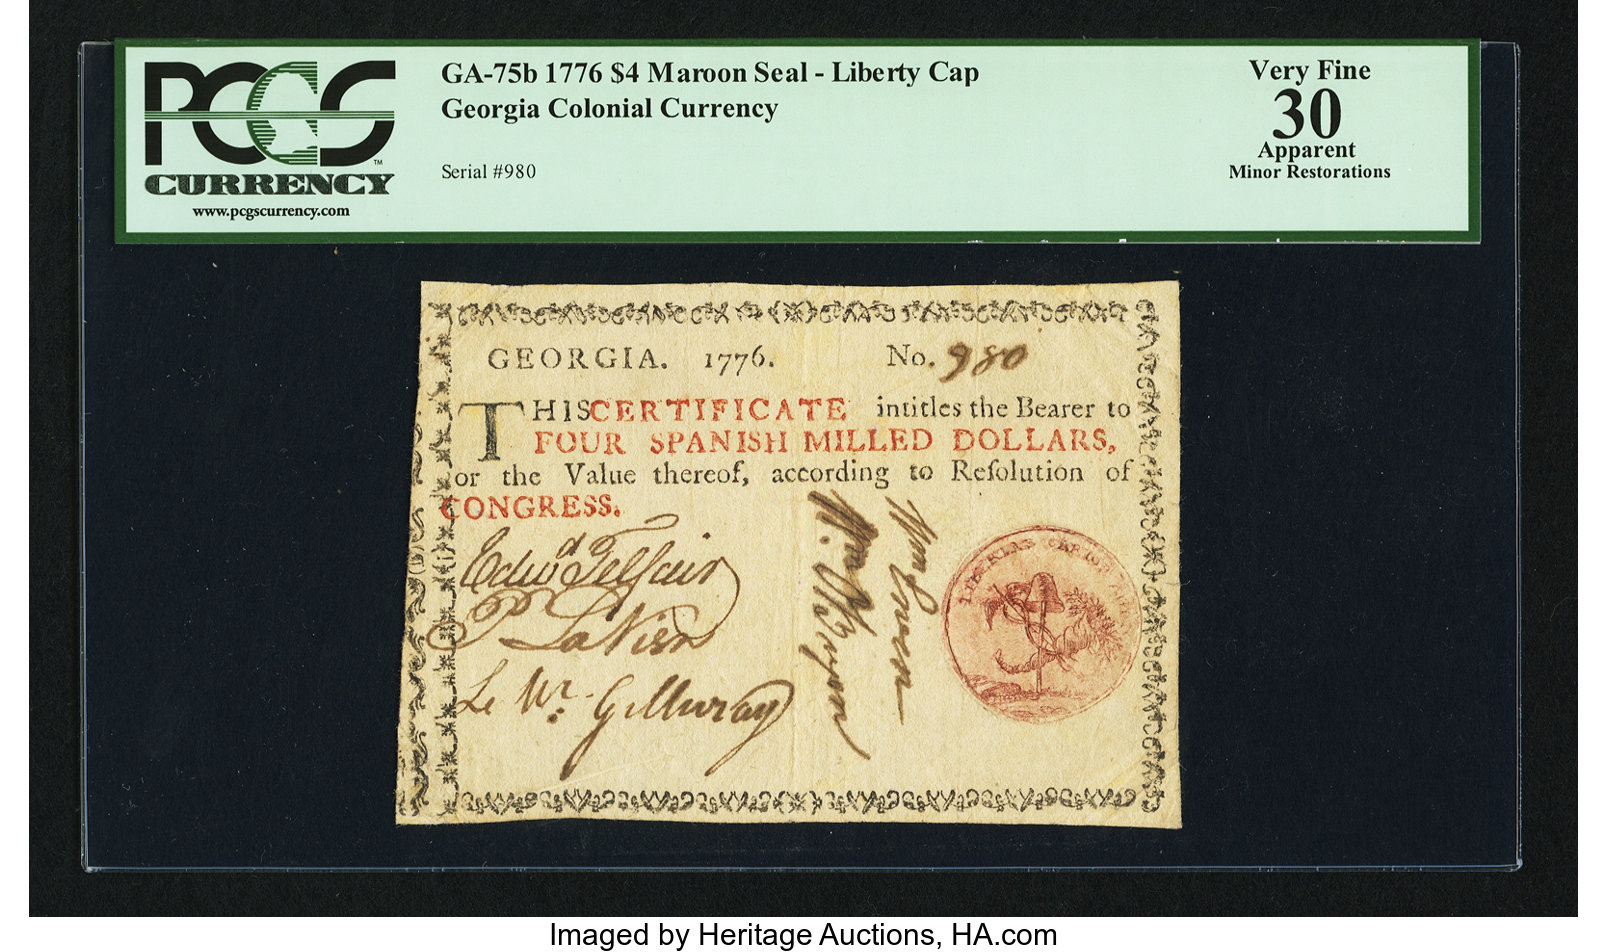 PCGS
CURRENCY
™
www.pcgscurrency.com
GA-75b 1776 $4 Maroon Seal - Liberty Cap
Georgia Colonial Currency
Serial #980
Very Fine
30
Apparent
Minor Restorations
GEORGIA. 1776. No. 980
THIS CERTIFICATE intitles the Bearer to
FOUR SPANISH MILLED DOLLARS,
or the Value thereof, according to Reſolution of
CONGRESS.
Edwd Telfair
Wm
Imaged by Heritage Auctions, HA.com